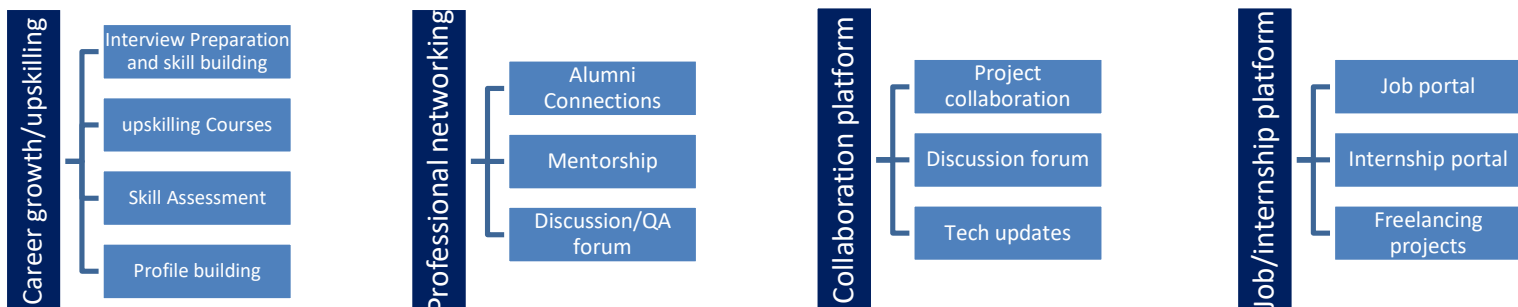 Career growth/upskilling
Interview Preparation
and skill building
upskilling Courses
Skill Assessment
Profile building
Professional networking
Alumni
Connections
Mentorship
Discussion/QA
forum
Collaboration platform
Project
collaboration
Discussion forum
Tech updates
Job/internship platform
Job portal
Internship portal
Freelancing
projects